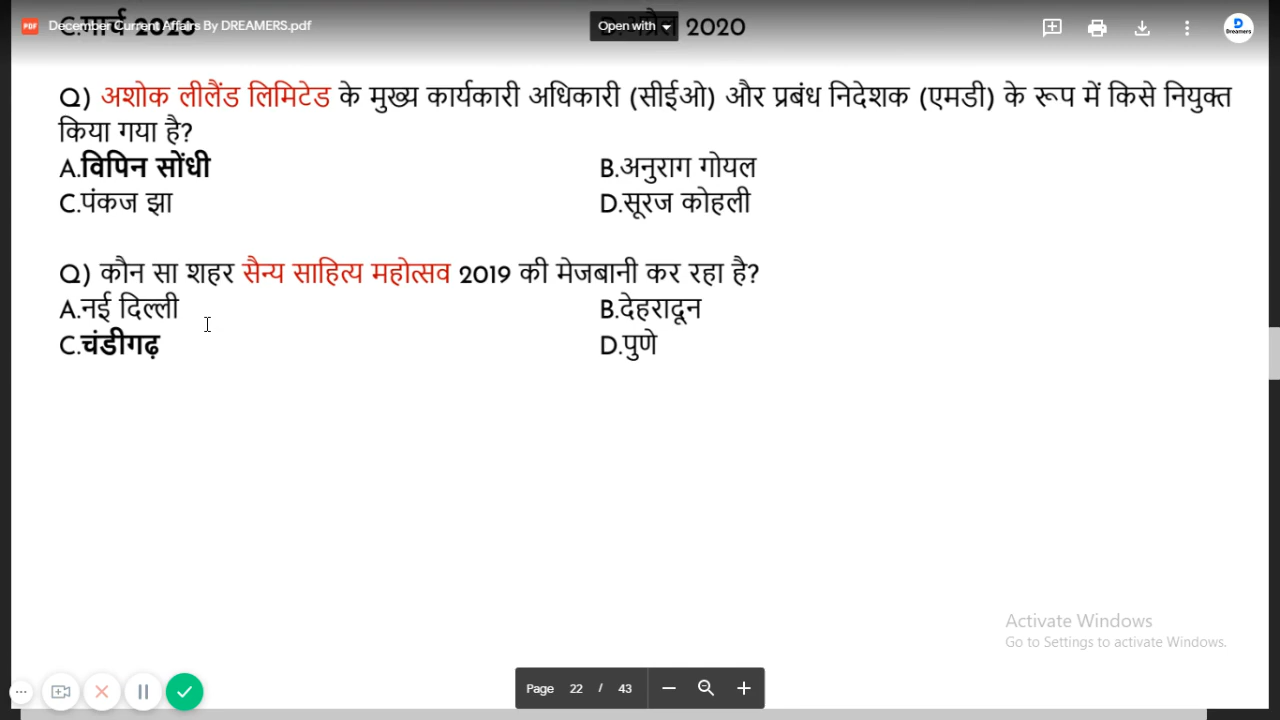 December Current Affairs By DREAMERS.pdf
Open with
2020
Dreamers
Q) अशोक लीलैंड लिमिटेड के मुख्य कार्यकारी अधिकारी (सीईओ) और प्रबंध निदेशक (एमडी) के रूप में किसे नियुक्त
किया गया है?
A.विपिन सोंधी B.अनुराग गोयल
C.पंकज झा D.सूरज कोहली
Q) कौन सा शहर सैन्य साहित्य महोत्सव 2019 की मेजबानी कर रहा है?
A.नई दिल्ली B.देहरादून
C.चंडीगढ़ D.पुणे
Activate Windows
Go to Settings to activate Windows.
Page 22 / 43